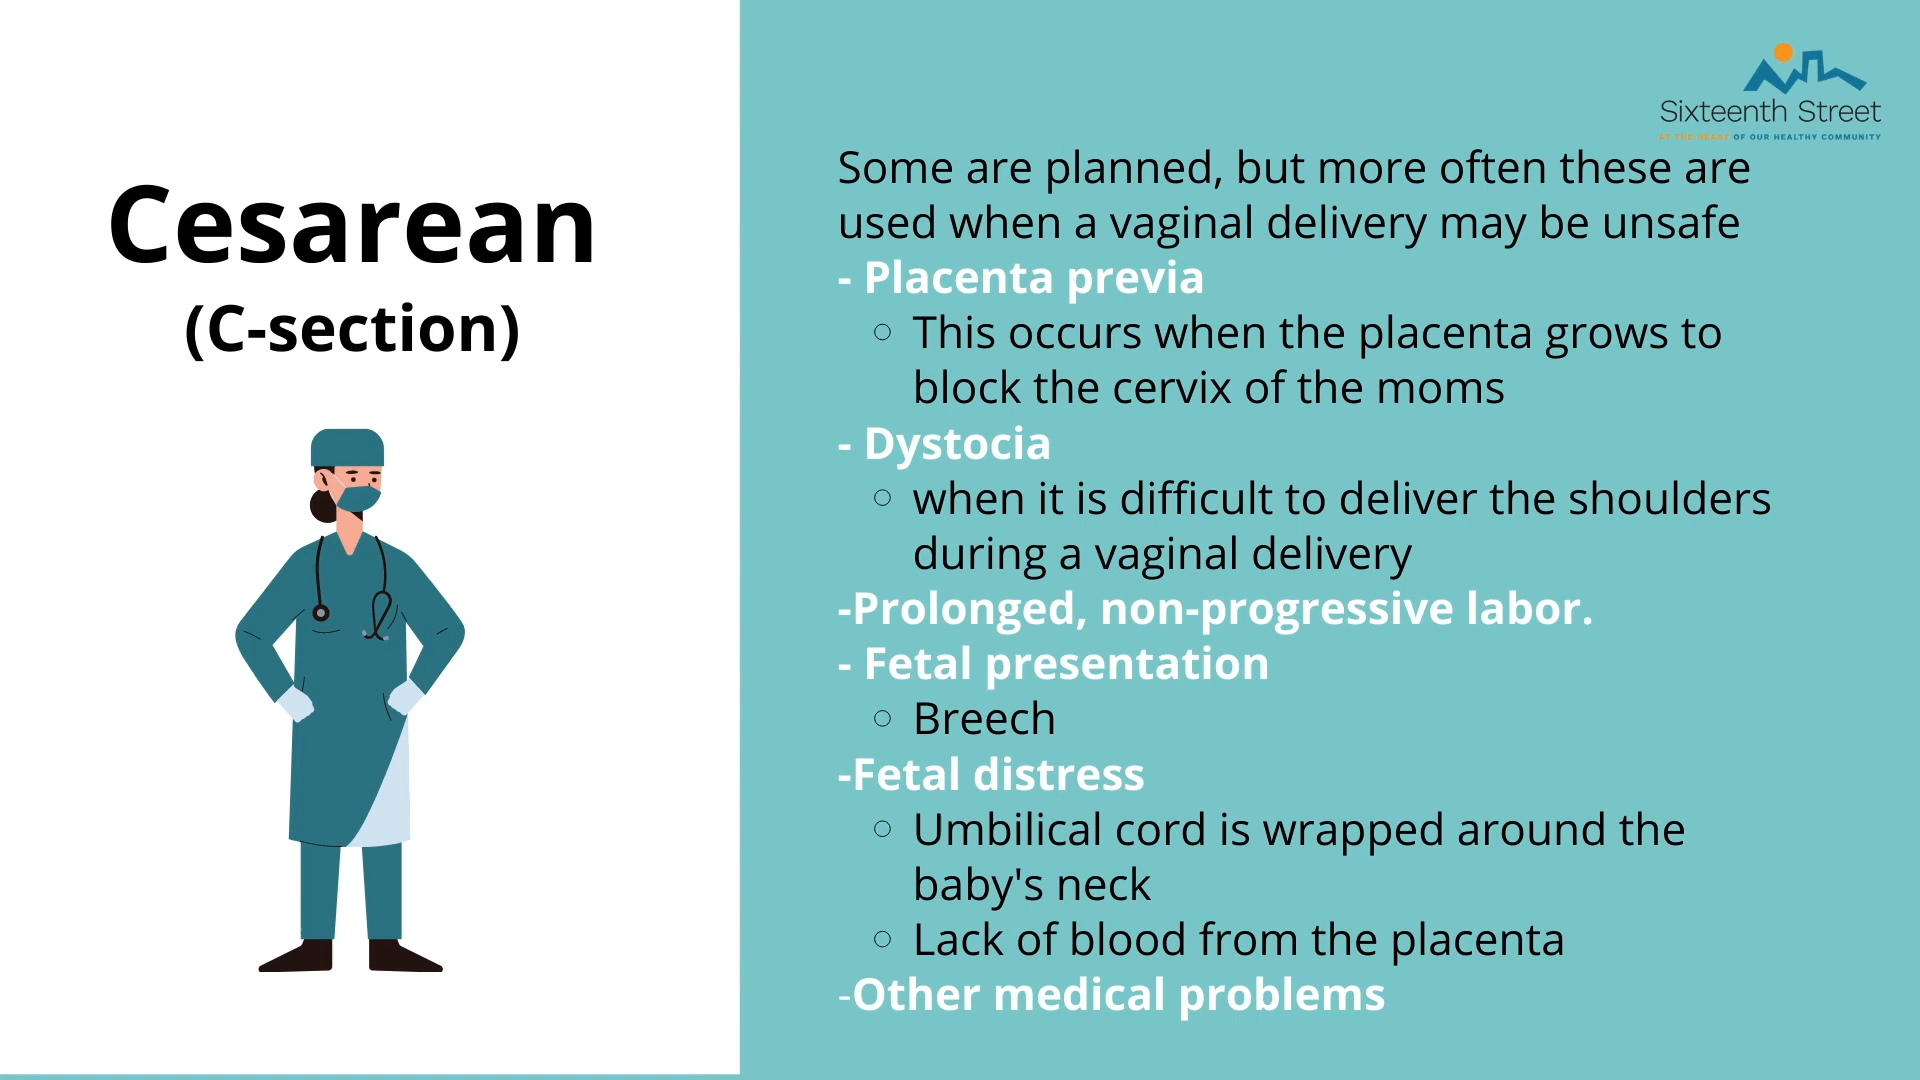 Cesarean
(C-section)
Sixteenth Street
AT THE HEART OF OUR HEALTHY COMMUNITY
Some are planned, but more often these are
used when a vaginal delivery may be unsafe
- Placenta previa
○ This occurs when the placenta grows to
block the cervix of the moms
- Dystocia
○ when it is difficult to deliver the shoulders
during a vaginal delivery
-Prolonged, non-progressive labor.
- Fetal presentation
○ Breech
-Fetal distress
○ Umbilical cord is wrapped around the
baby's neck
○ Lack of blood from the placenta
-Other medical problems